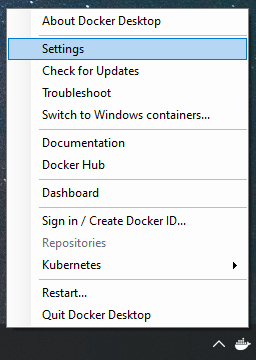 About Docker Desktop
Settings
Check for Updates
Troubleshoot
Switch to Windows containers...
Documentation
Docker Hub
Dashboard
Sign in / Create Docker ID...
Repositories
Kubernetes
Restart...
Quit Docker Desktop